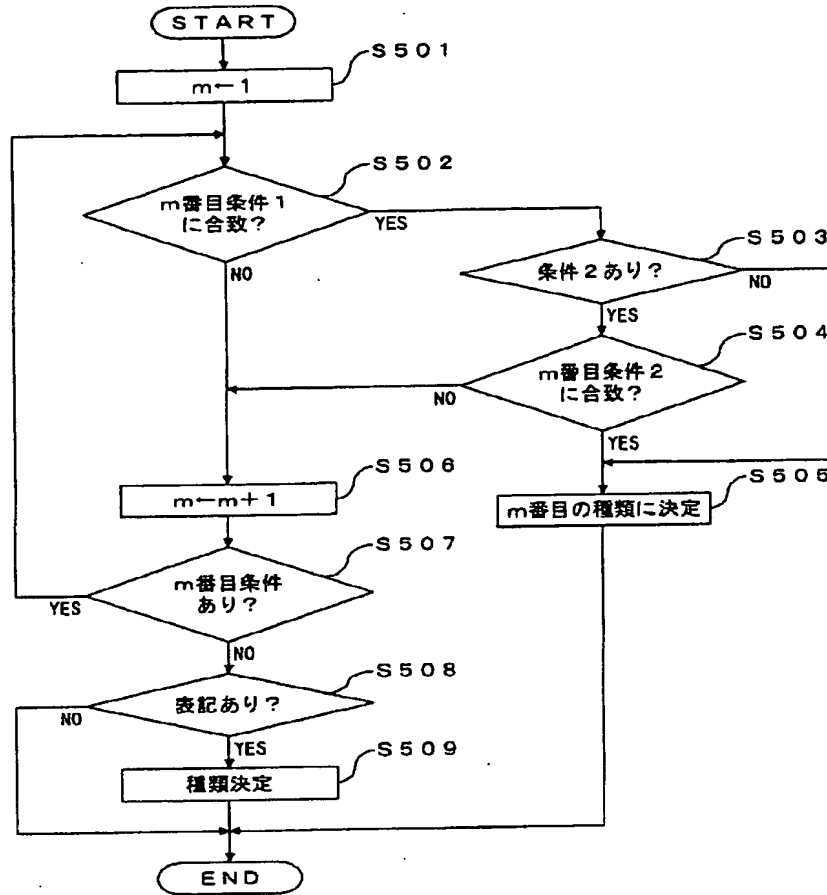 START
S501
m←1
S502
m番目条件1
に合致?
YES
NO
S503
条件2あり?
NO
YES
S504
m番目条件2
に合致?
NO
YES
S505
m番目の種類に決定
S506
m←m+1
S507
m番目条件
あり?
YES
NO
S508
表記あり?
NO
YES
S509
種類決定
END